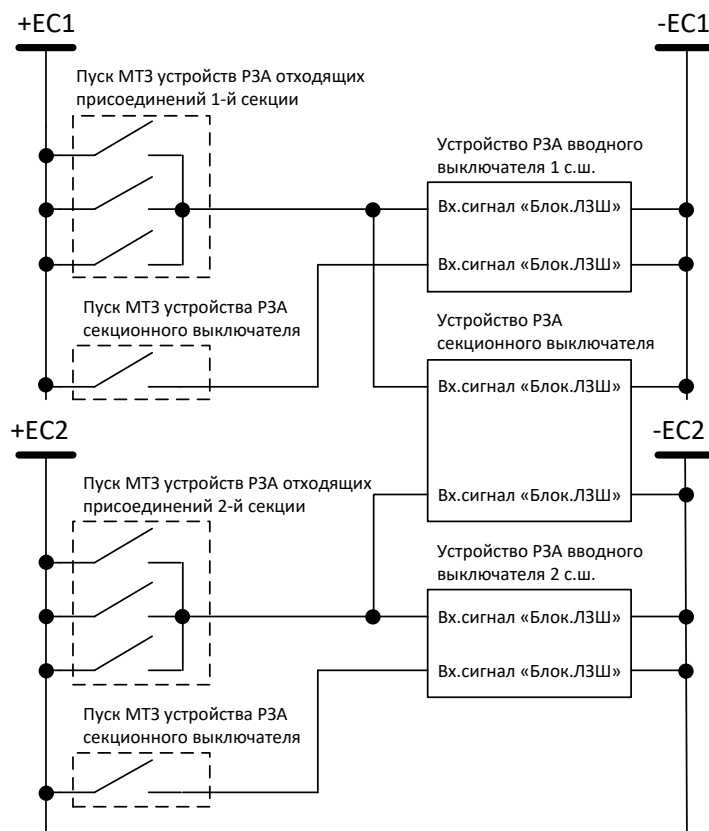 +EC1
-EC1
Пуск МТЗ устройств РЗА отходящих
присоединений 1-й секции
Устройство РЗА вводного
выключателя 1 с.ш.
Вх.сигнал «Блок.ЛЗШ»
Вх.сигнал «Блок.ЛЗШ»
Пуск МТЗ устройства РЗА
секционного выключателя
Устройство РЗА
секционного выключателя
Вх.сигнал «Блок.ЛЗШ»
+EC2
-EC2
Пуск МТЗ устройств РЗА отходящих
присоединений 2-й секции
Вх.сигнал «Блок.ЛЗШ»
Устройство РЗА вводного
выключателя 2 с.ш.
Вх.сигнал «Блок.ЛЗШ»
Вх.сигнал «Блок.ЛЗШ»
Пуск МТЗ устройства РЗА
секционного выключателя